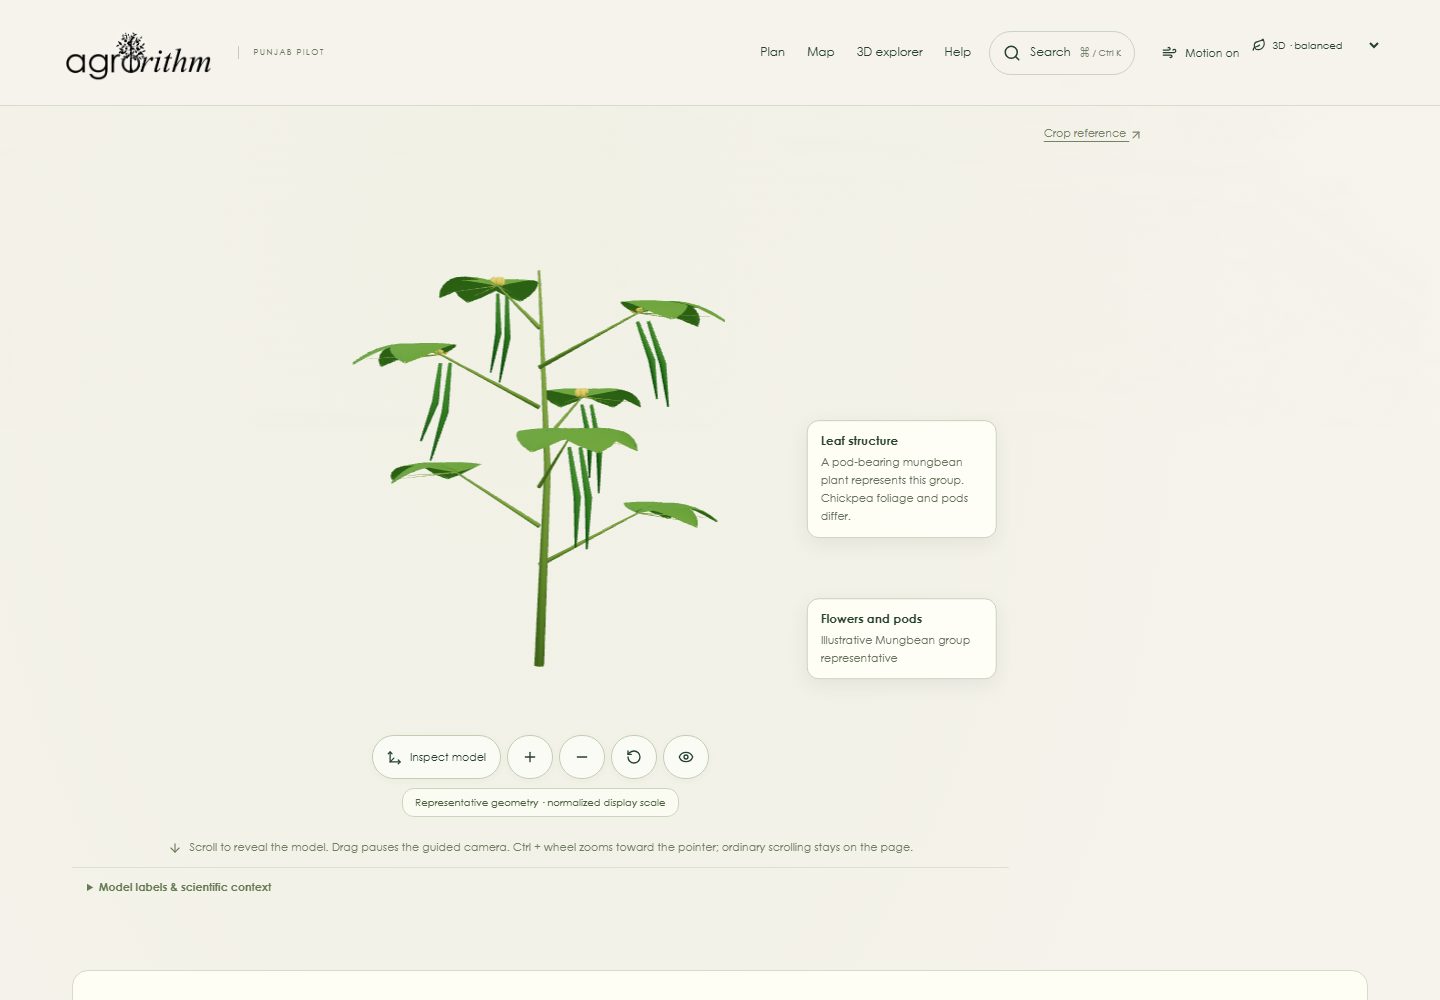 agrorithm
PUNJAB PILOT
Plan
Map
3D explorer
Help
Search ⌘ / Ctrl K
Motion on
3D · balanced
Crop reference
Leaf structure
A pod-bearing mungbean
plant represents this group.
Chickpea foliage and pods
differ.
Flowers and pods
Illustrative Mungbean group
representative
Inspect model
Representative geometry · normalized display scale
Scroll to reveal the model. Drag pauses the guided camera. Ctrl + wheel zooms toward the pointer; ordinary scrolling stays on the page.
Model labels & scientific context